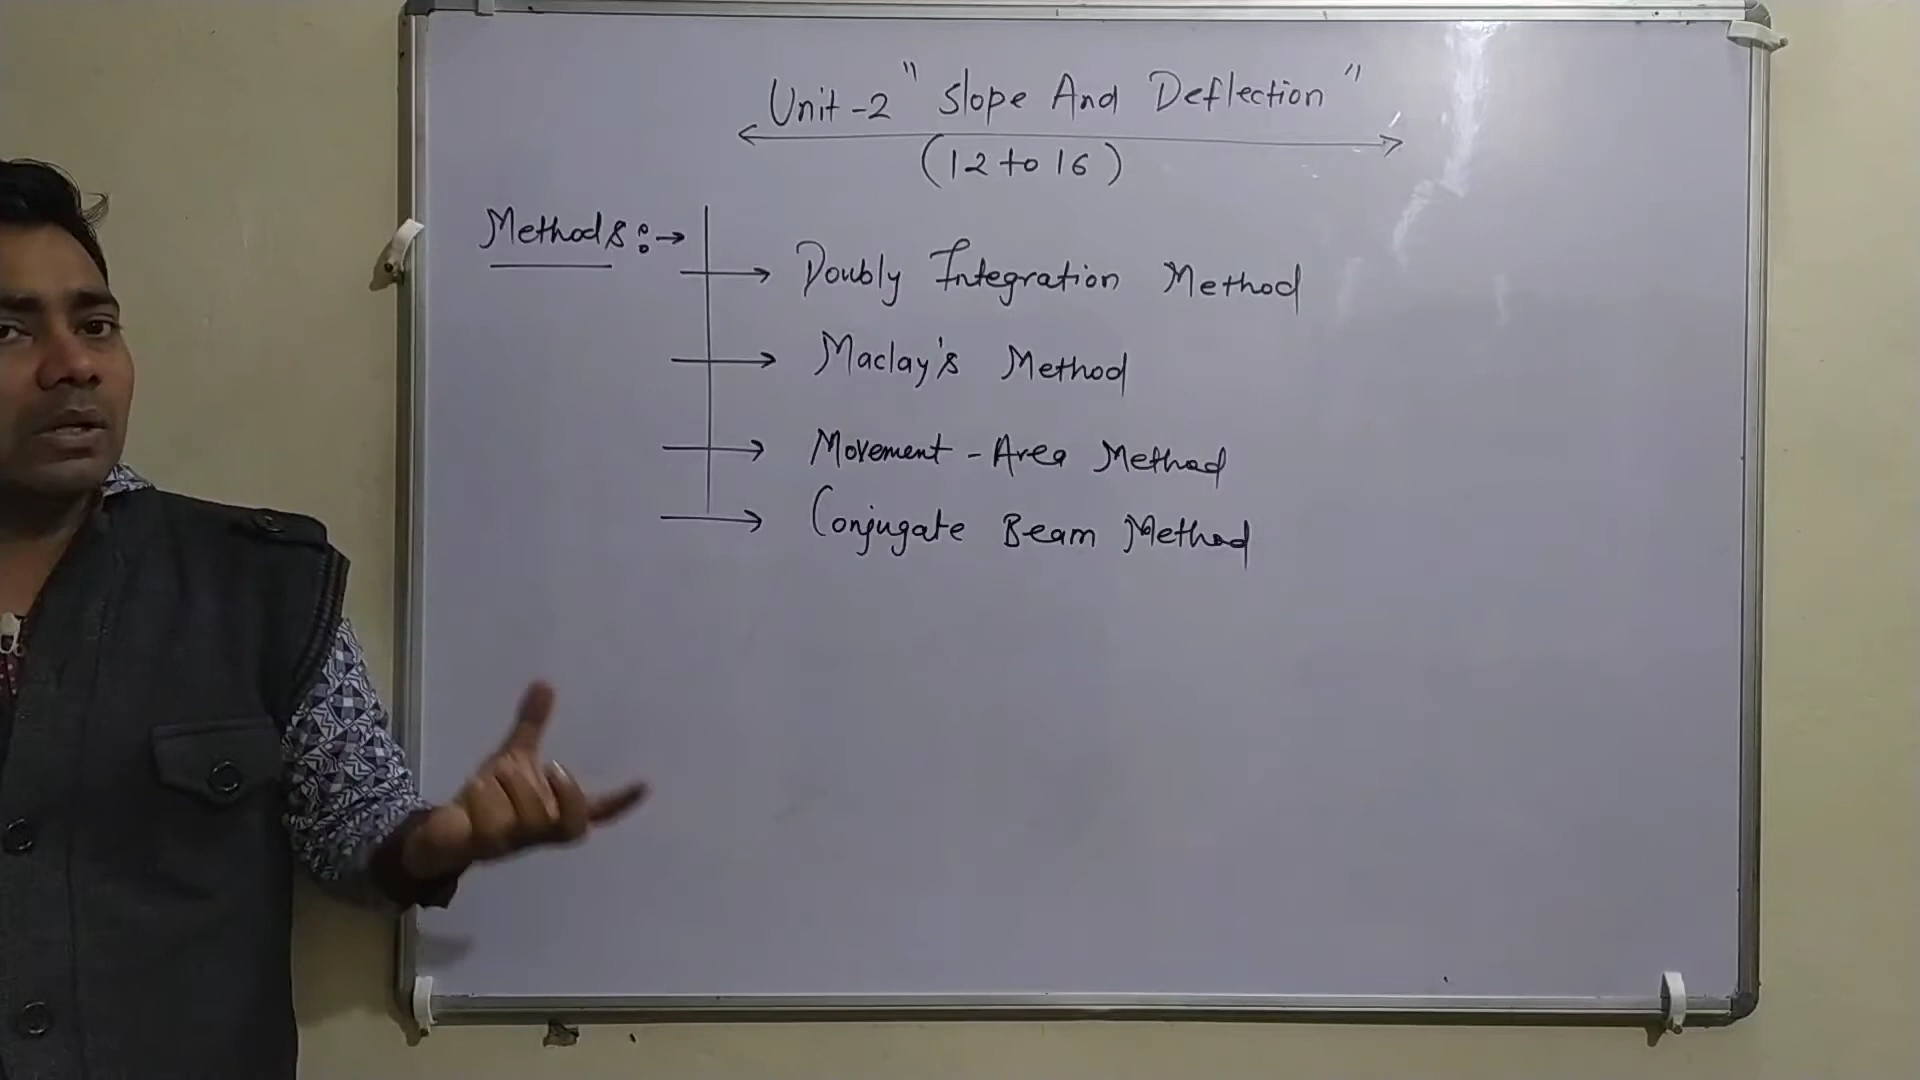 Unit-2 "Slope And Deflection"
(12 to 16)
Methods:→
Doubly Integration Method
Maclay's Method
Movement-Area Method
Conjugate Beam Method